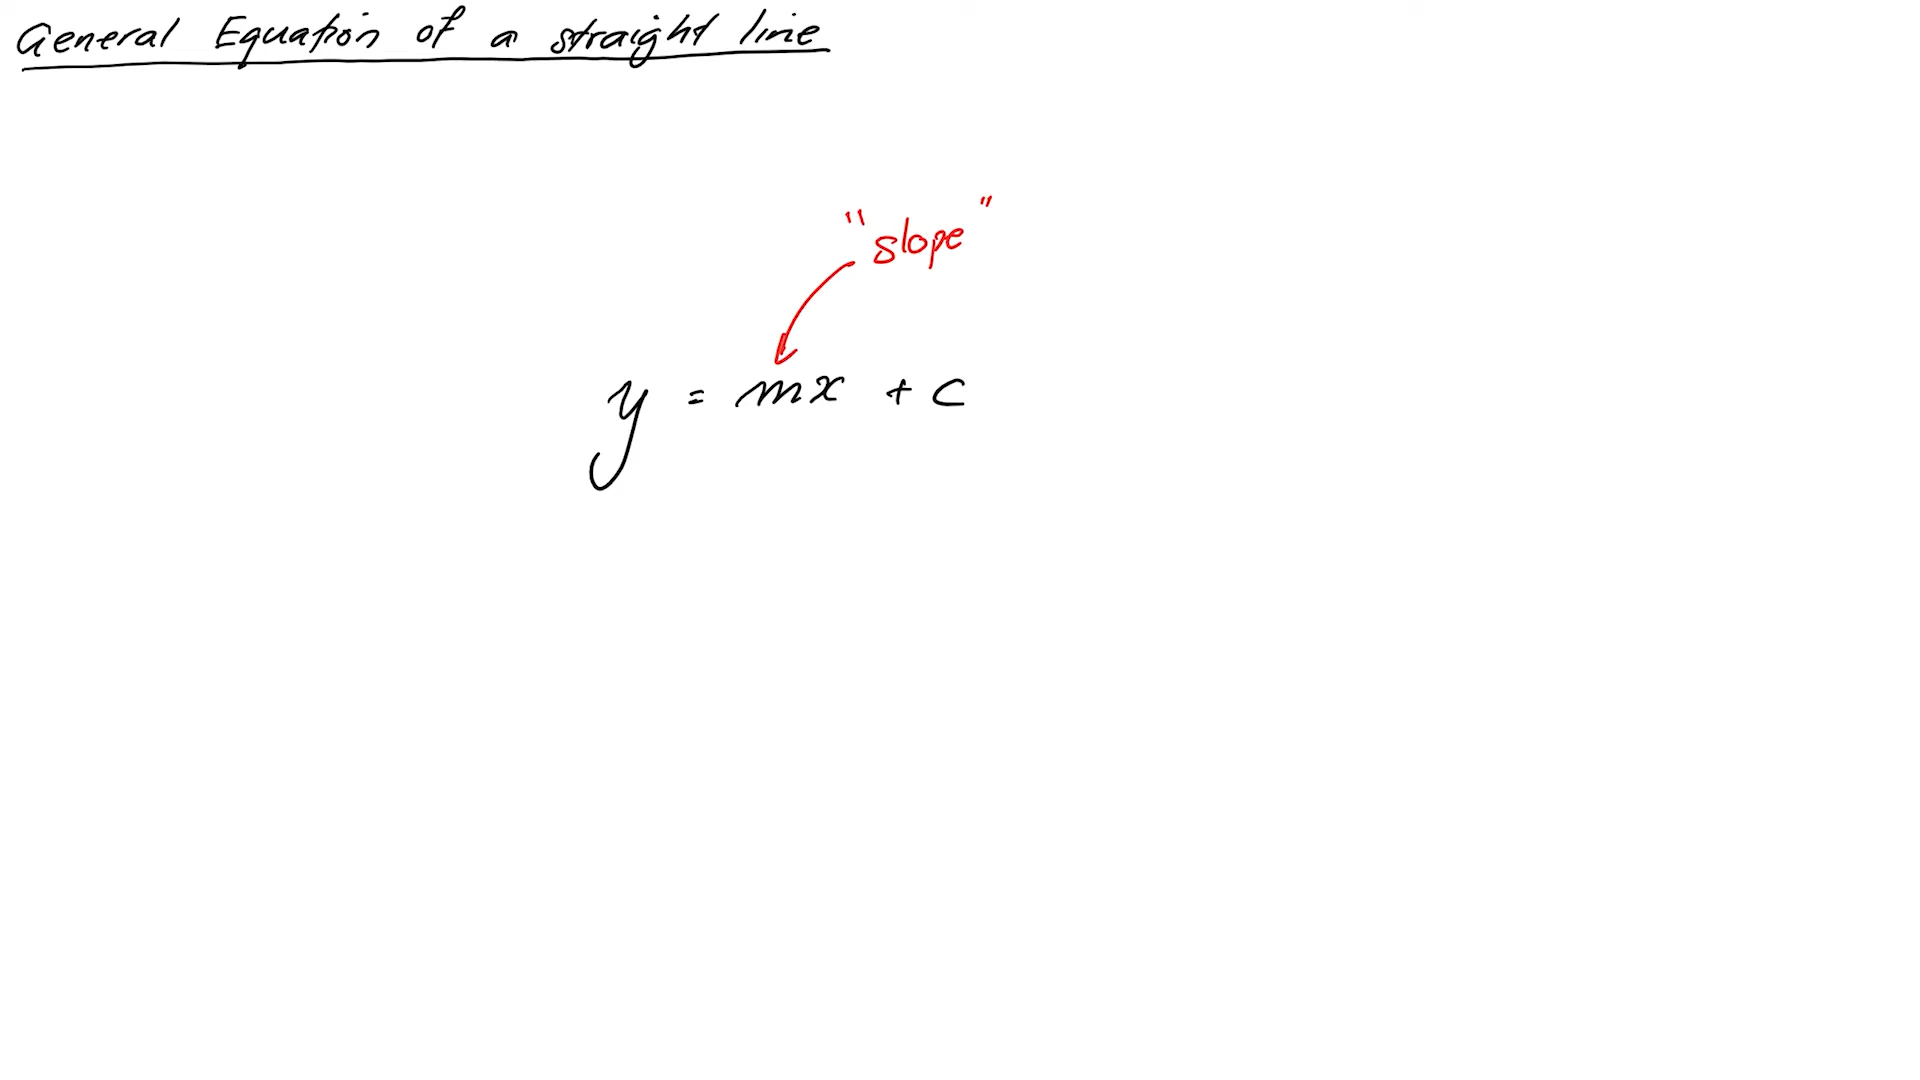 General Equation of a straight line
"slope"
y = mx + c